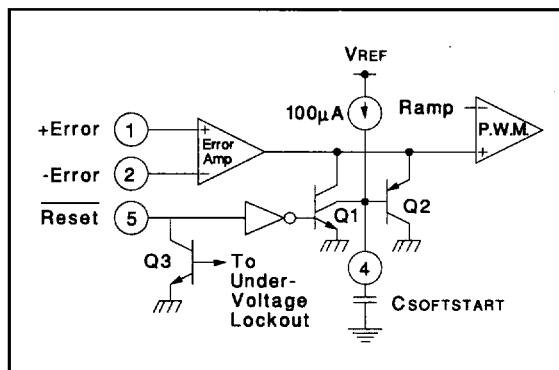 VREF
100µA
Ramp
P.W.M.
+Error
1
+
Error
Amp
-Error
2
−
+
Reset
5
Q1
Q2
Q3
To
Under-
Voltage
Lockout
4
CSOFTSTART